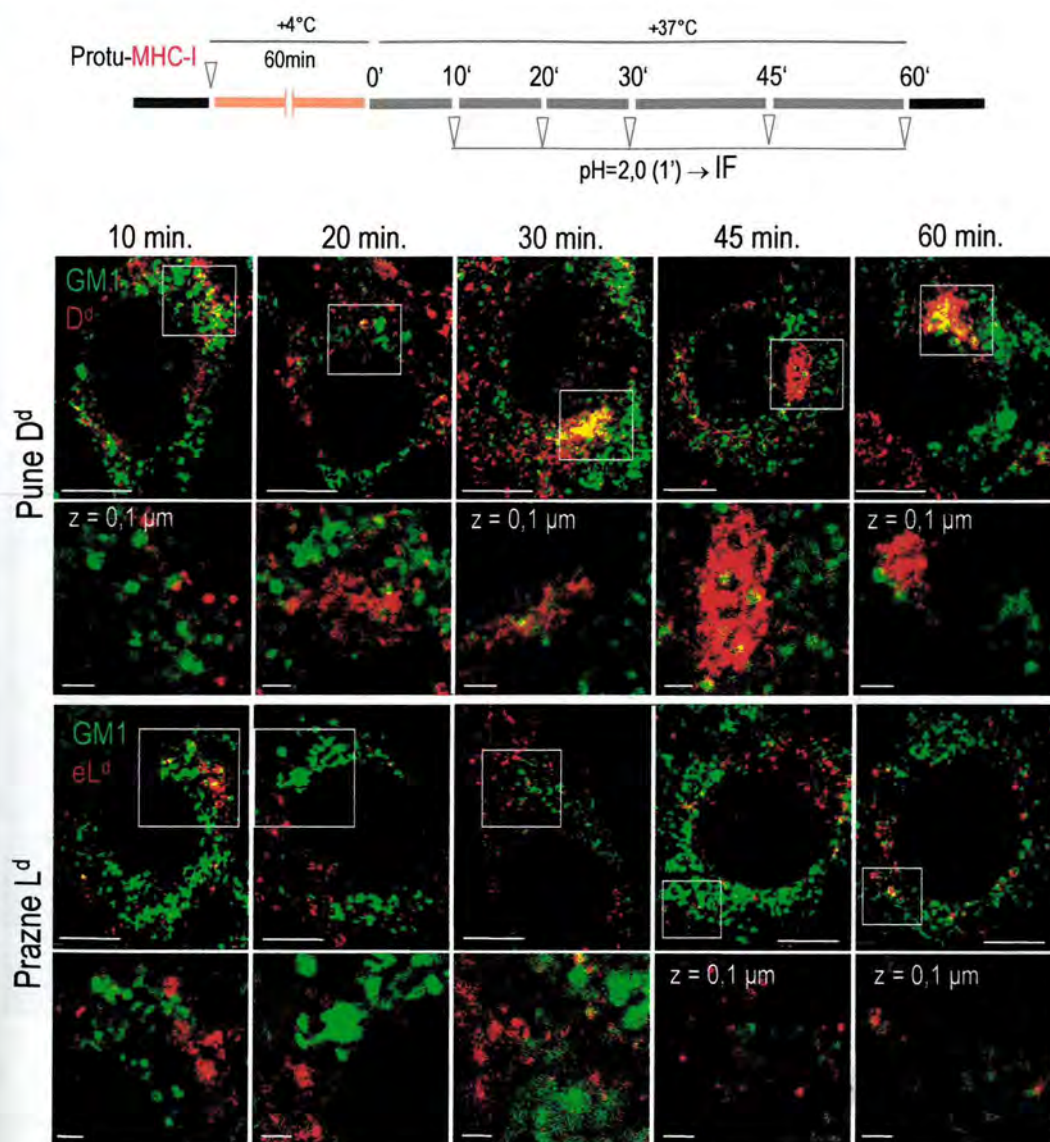 +4°C +37°C
Protu-MHC-I 60min
0' 10' 20' 30' 45' 60'
pH=2,0 (1') → IF
10 min. 20 min. 30 min. 45 min. 60 min.
Pune Dᵈ
GM1
Dᵈ
z = 0,1 µm z = 0,1 µm z = 0,1 µm
Prazne Lᵈ
GM1
eLᵈ
z = 0,1 µm z = 0,1 µm